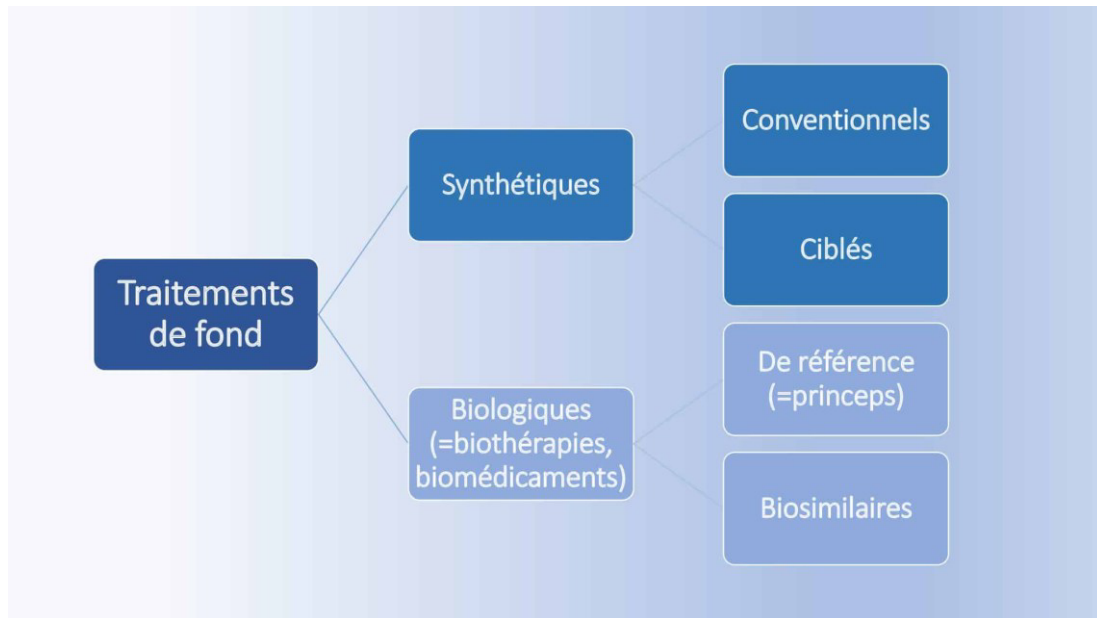 Traitements
de fond
Synthétiques
Conventionnels
Ciblés
Biologiques
(=biothérapies,
biomédicaments)
De référence
(=princeps)
Biosimilaires